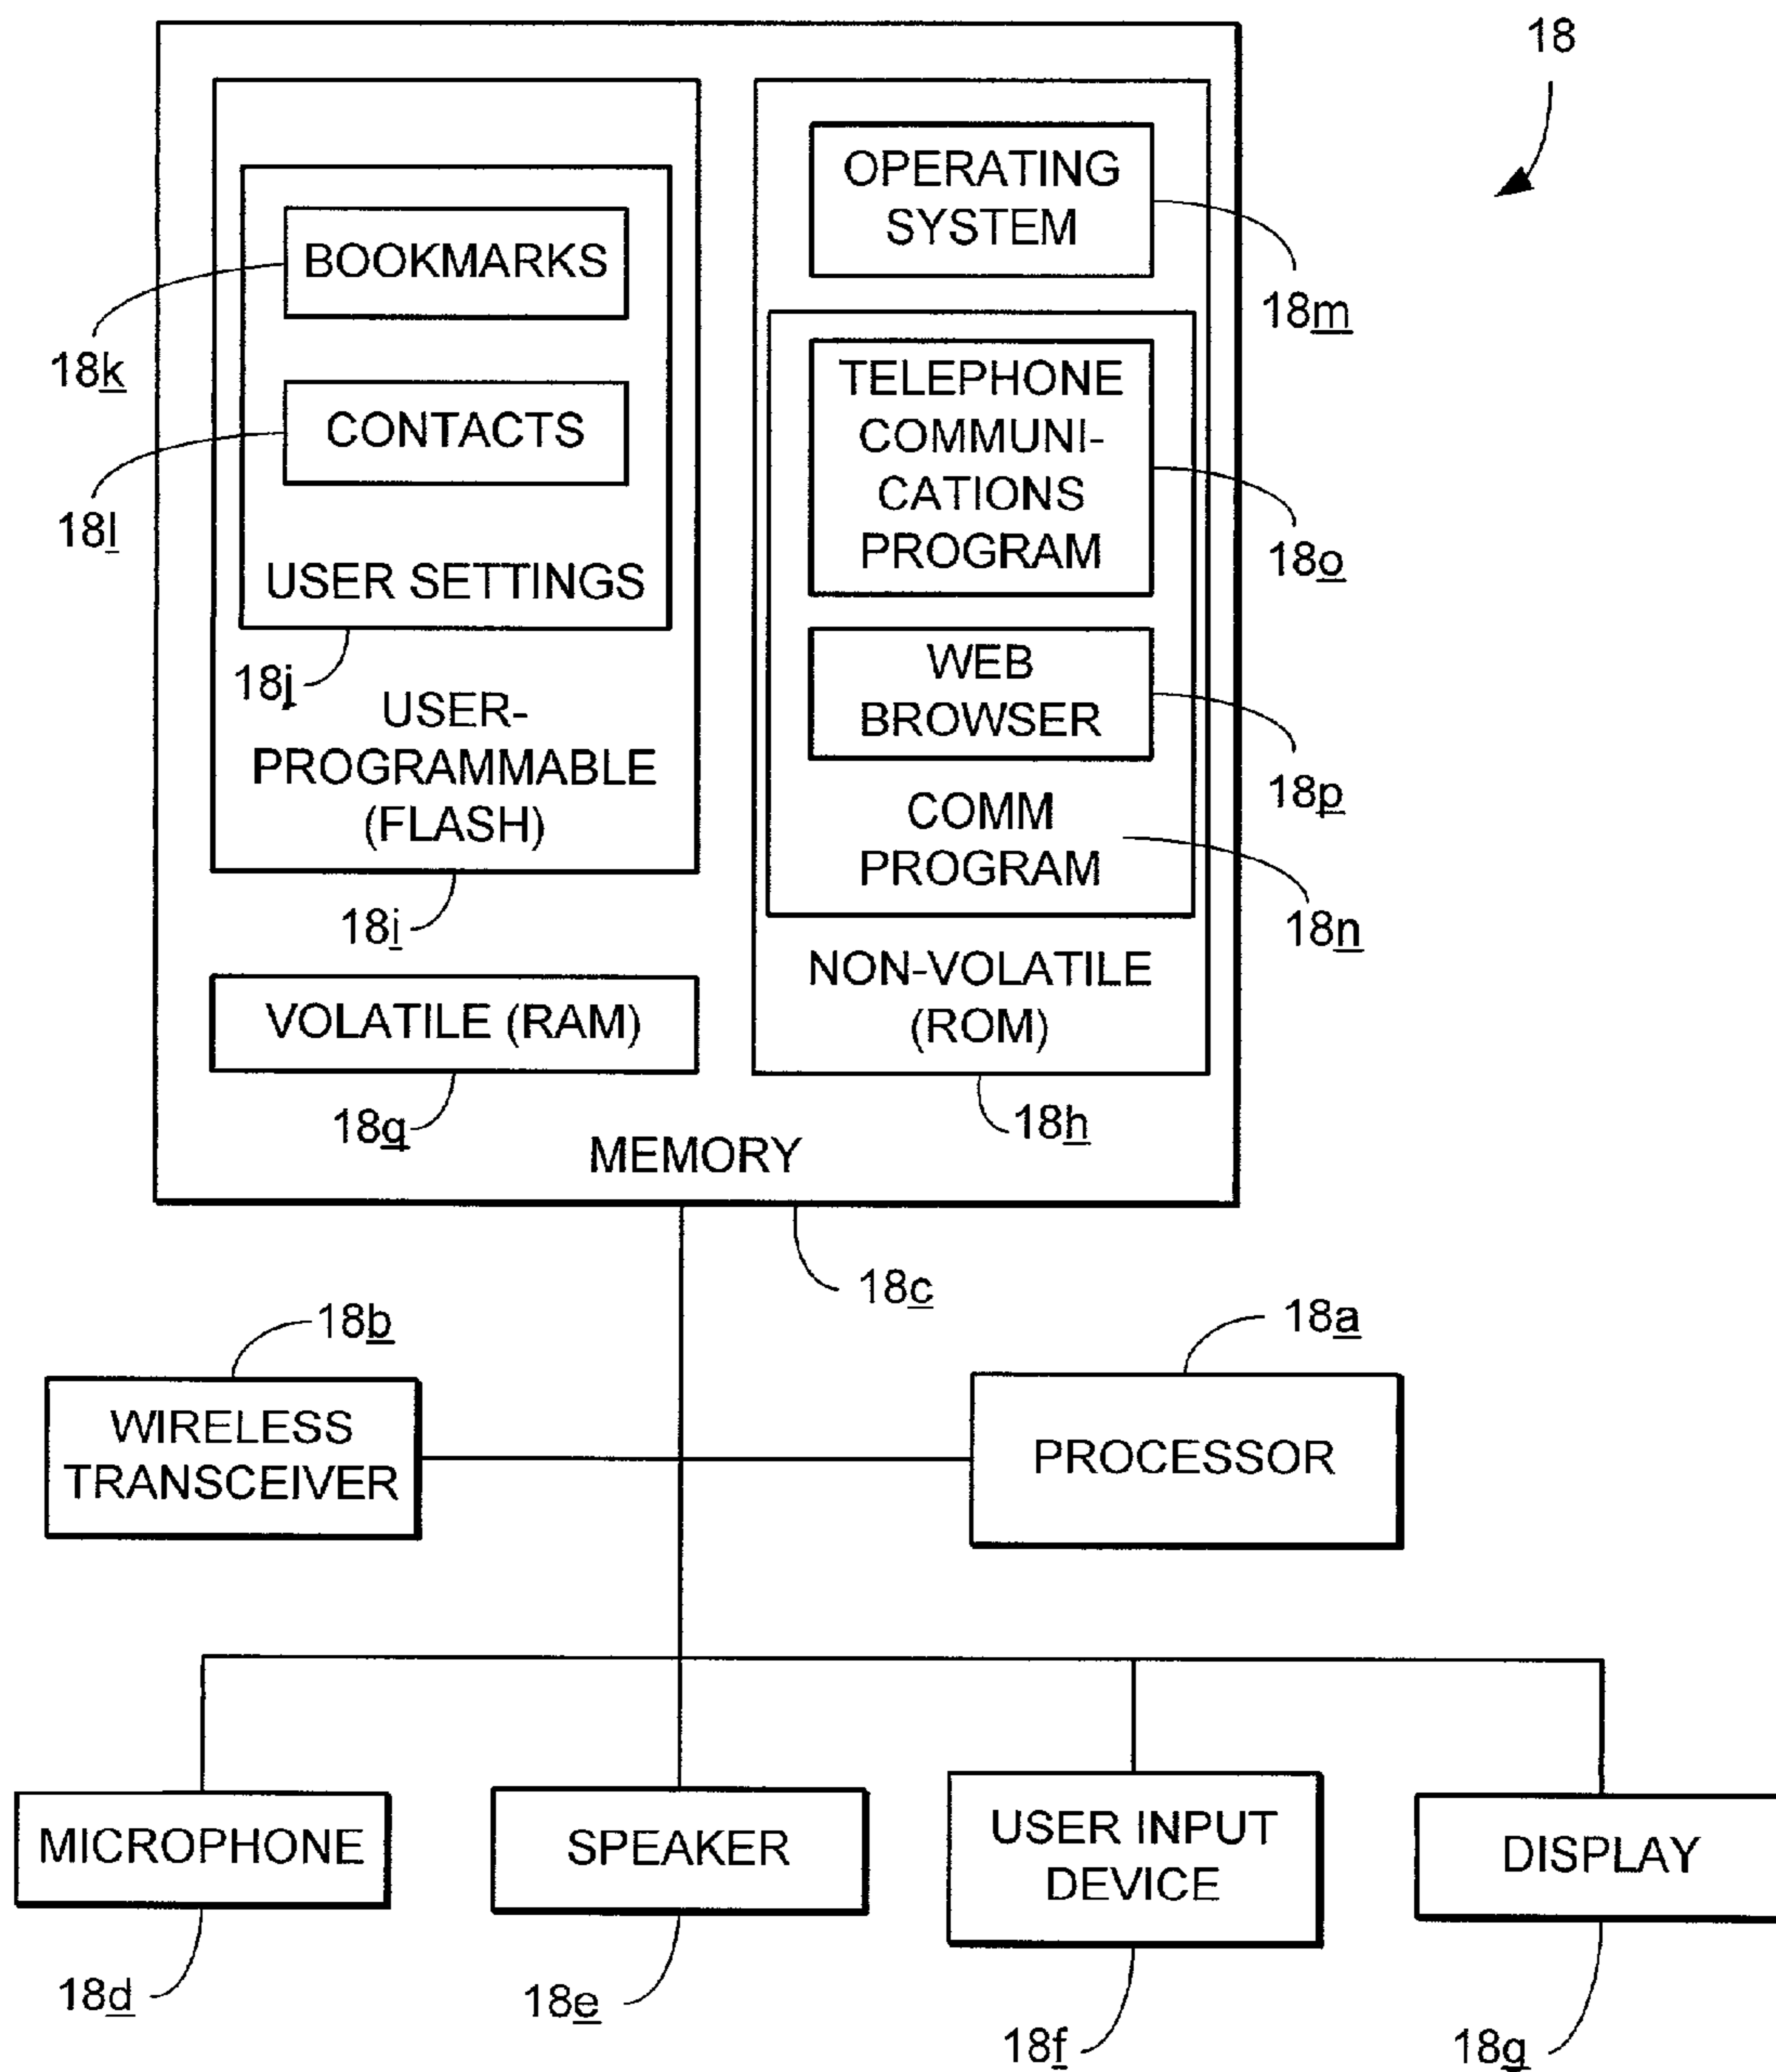 18
OPERATING
SYSTEM
18m
BOOKMARKS
18k
CONTACTS
18l
USER SETTINGS
18j
USER-
PROGRAMMABLE
(FLASH)
18i
TELEPHONE
COMMUNI-
CATIONS
PROGRAM
18o
WEB
BROWSER
18p
COMM
PROGRAM
18n
NON-VOLATILE
(ROM)
18h
VOLATILE (RAM)
18q
MEMORY
18c
18b
WIRELESS
TRANSCEIVER
18a
PROCESSOR
MICROPHONE
18d
SPEAKER
18e
USER INPUT
DEVICE
18f
DISPLAY
18g